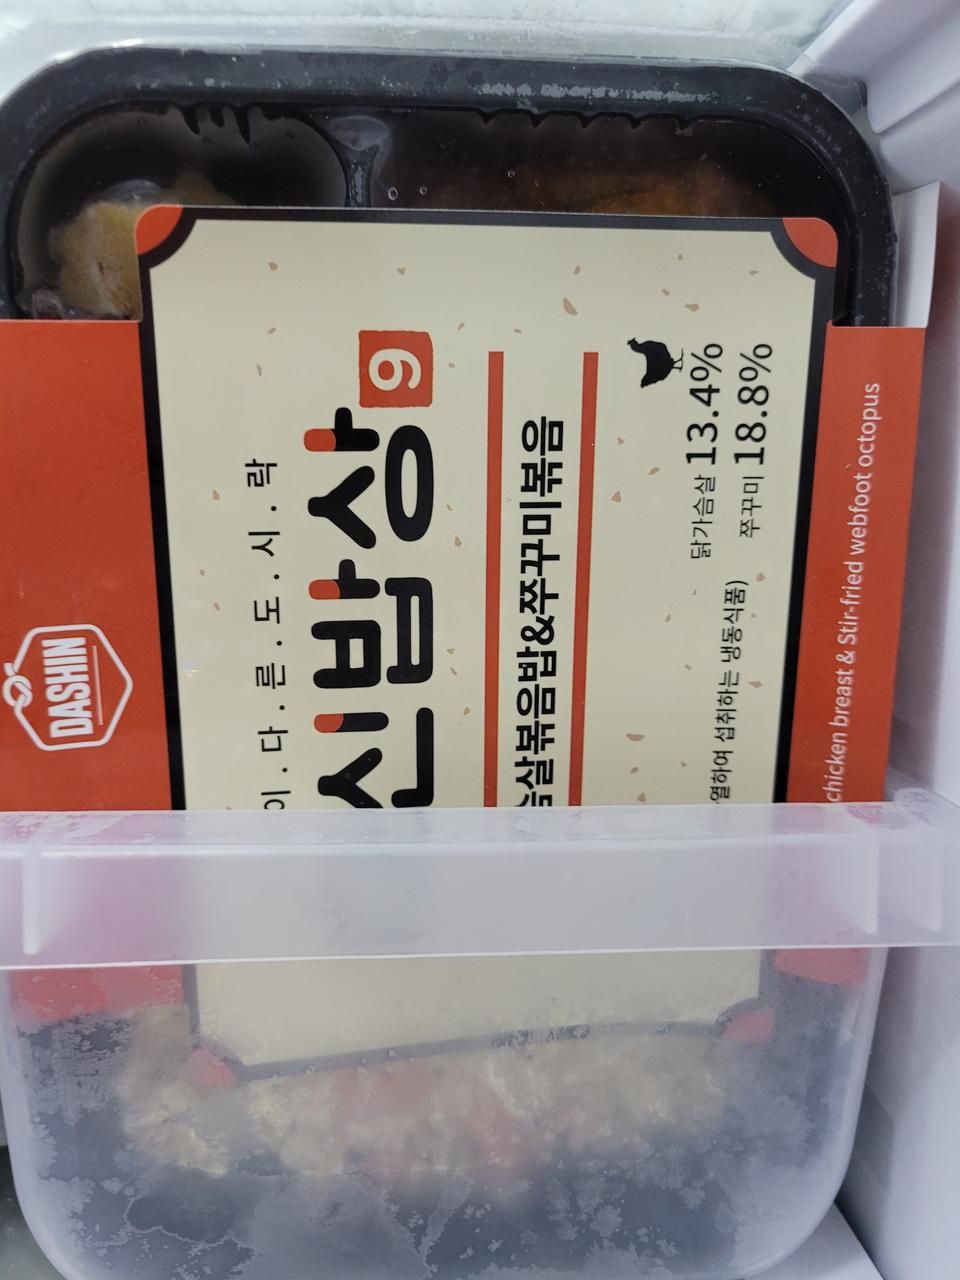 DASHIN
이.다.른.도.시.락
신밥상 9
슴살볶음밥&쭈꾸미볶음
닭가슴살 13.4%
쭈꾸미 18.8%
열하여 섭취하는 냉동식품)
chicken breast & Stir-fried webfoot octopus